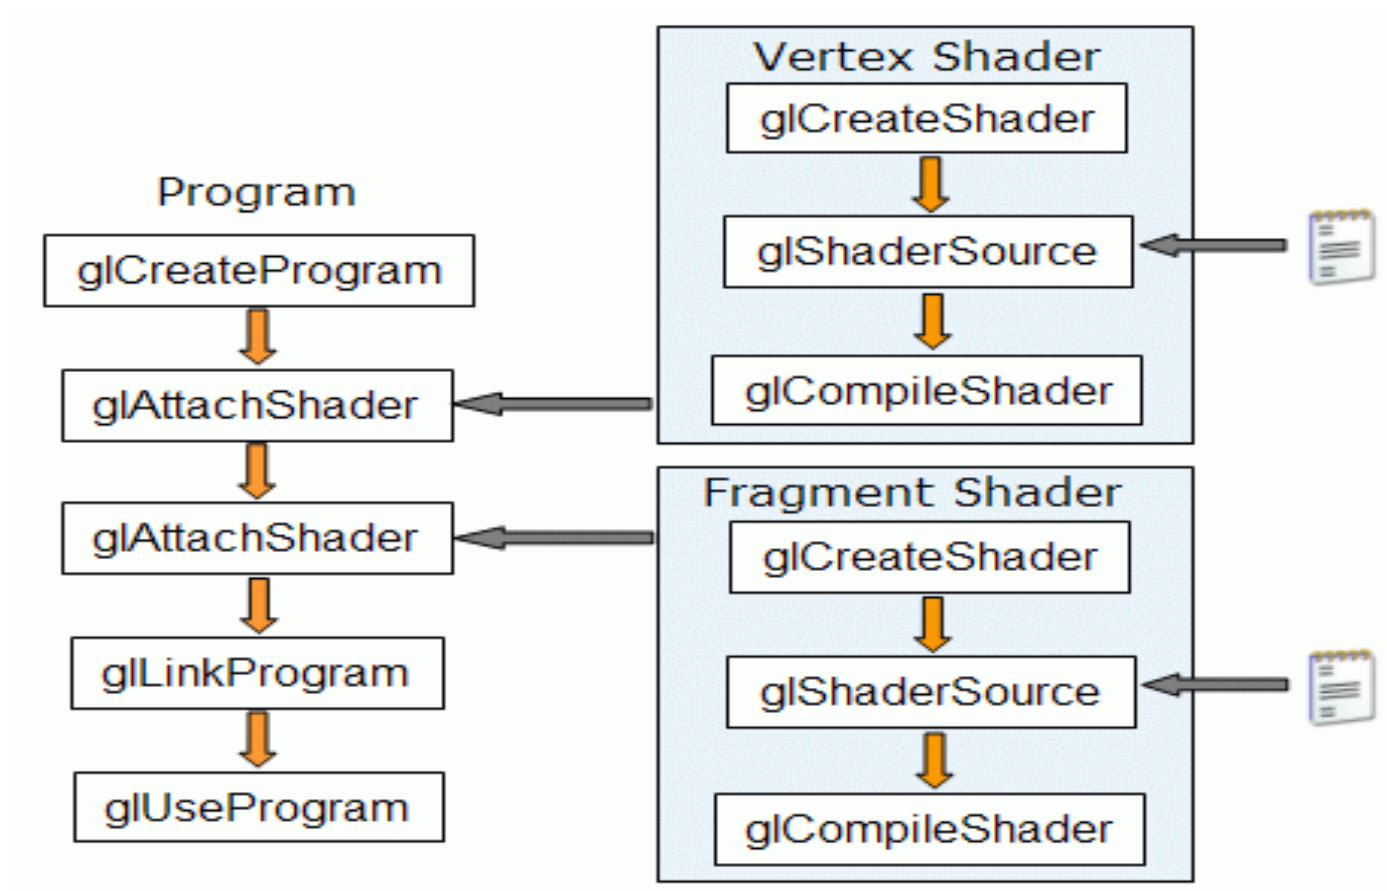 Program
glCreateProgram
glAttachShader
glAttachShader
glLinkProgram
glUseProgram
Vertex Shader
glCreateShader
glShaderSource
glCompileShader
Fragment Shader
glCreateShader
glShaderSource
glCompileShader